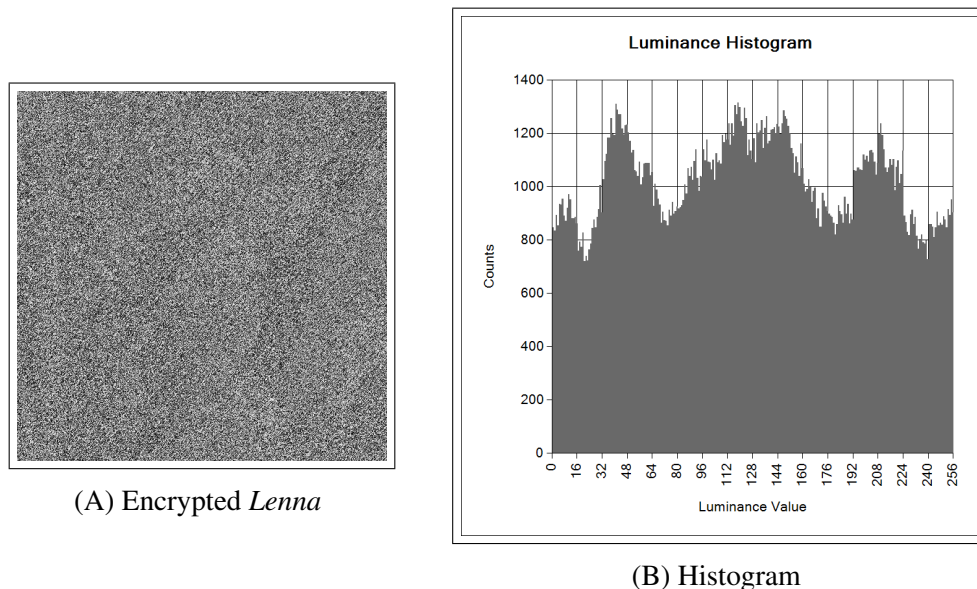 (A) Encrypted Lenna
Luminance Histogram
Counts
1400
1200
1000
800
600
400
200
0
0 16 32 48 64 80 96 112 128 144 160 176 192 208 224 240 256
Luminance Value
(B) Histogram